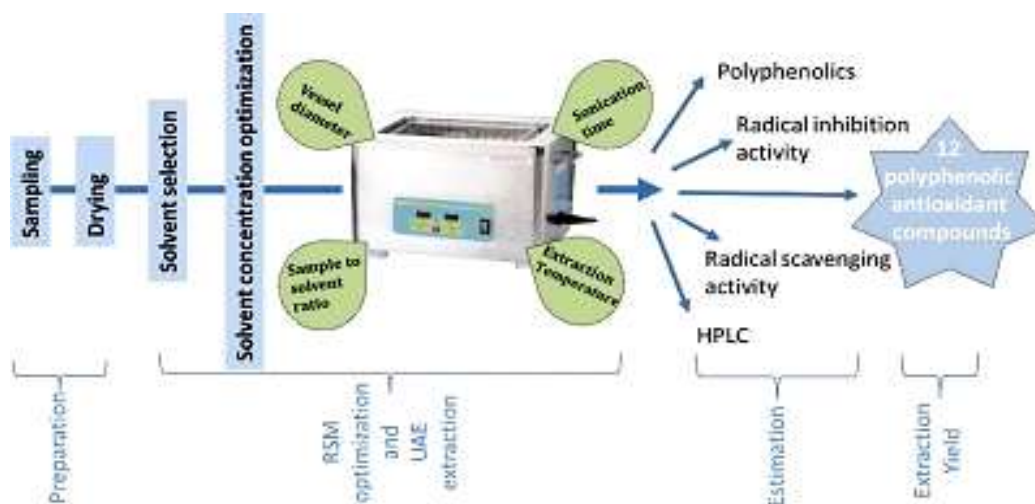 Sampling
Drying
Solvent selection
Solvent concentration optimization
Vessel
diameter
Sonication
time
Sample to
solvent
ratio
Extraction
Temperature
Polyphenolics
Radical inhibition
activity
12
polyphenolic
antioxidant
compounds
Radical scavenging
activity
HPLC
Preparation
RSM
optimization
and
UAE
extraction
Estimation
Extraction
Yield